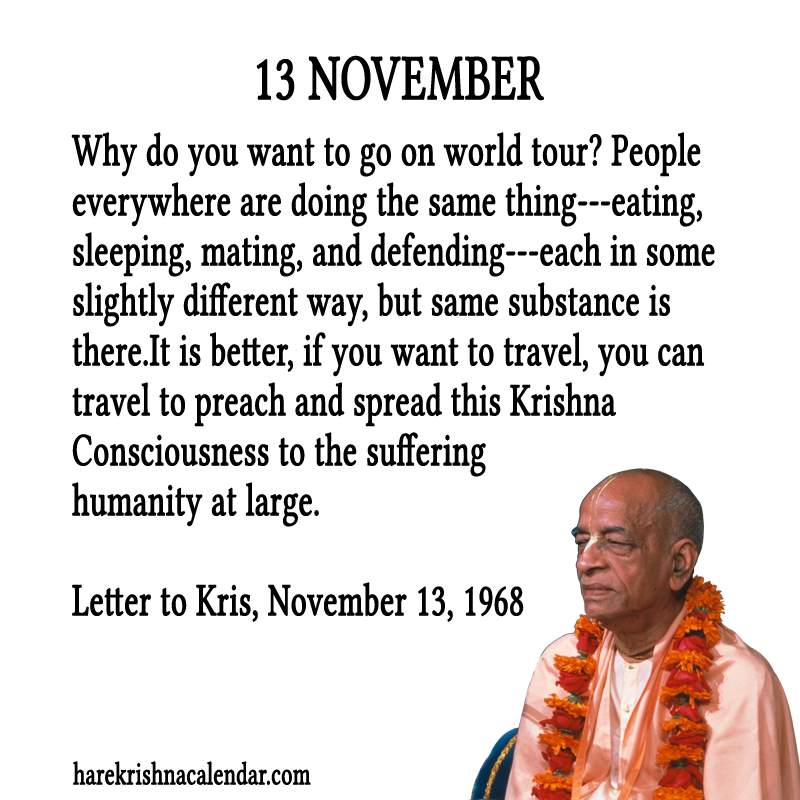 13 NOVEMBER
Why do you want to go on world tour? People
everywhere are doing the same thing---eating,
sleeping, mating, and defending---each in some
slightly different way, but same substance is
there.It is better, if you want to travel, you can
travel to preach and spread this Krishna
Consciousness to the suffering
humanity at large.
Letter to Kris, November 13, 1968
harekrishnacalendar.com